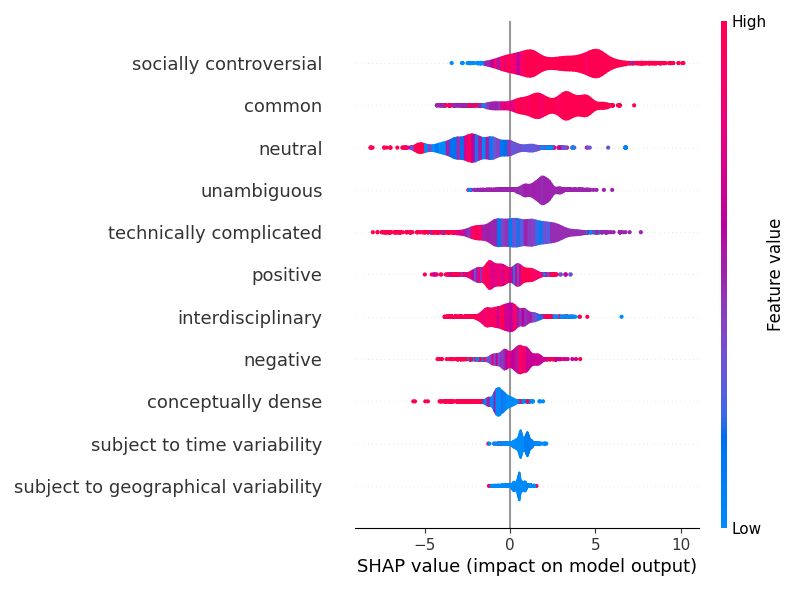 High
socially controversial
common
neutral
unambiguous
technically complicated
positive
interdisciplinary
negative
conceptually dense
subject to time variability
subject to geographical variability
Feature value
Low
−5 0 5 10
SHAP value (impact on model output)